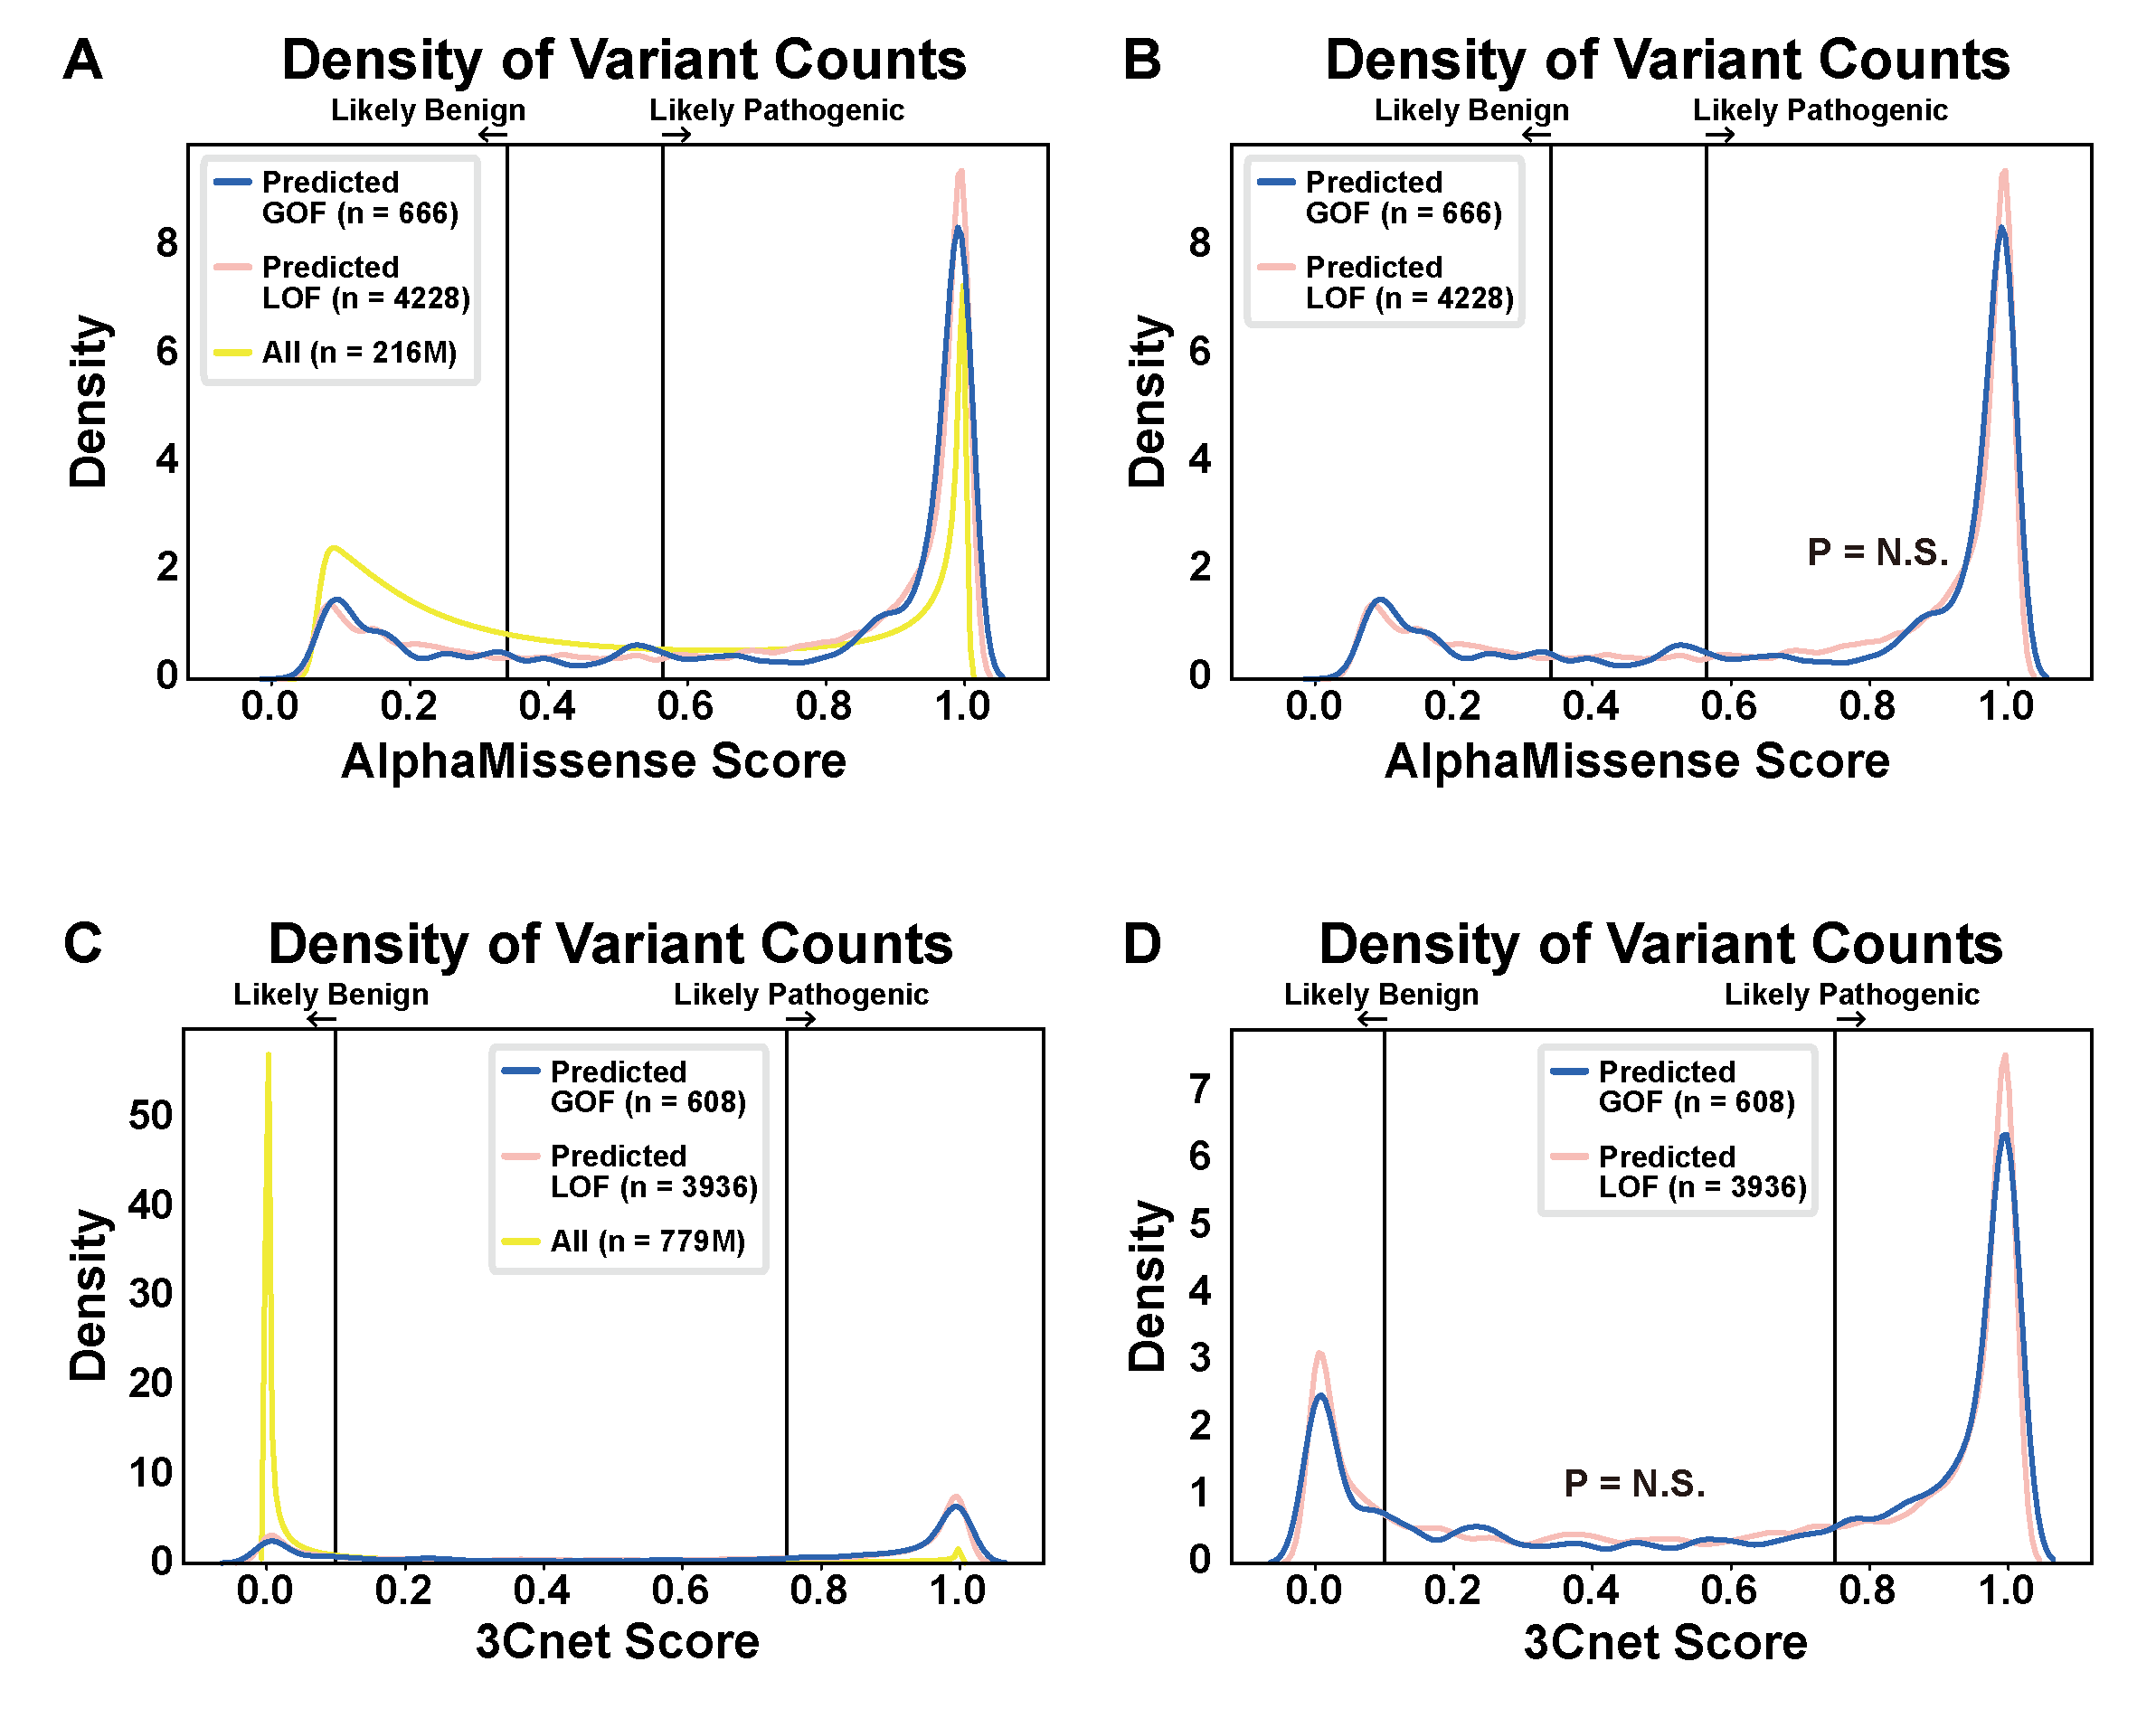 A
Density of Variant Counts
Likely Benign
Likely Pathogenic
←
→
Predicted
GOF (n = 666)
Predicted
LOF (n = 4228)
All (n = 216M)
Density
8
6
4
2
0
0.0 0.2 0.4 0.6 0.8 1.0
AlphaMissense Score
B
Density of Variant Counts
Likely Benign
Likely Pathogenic
←
→
Predicted
GOF (n = 666)
Predicted
LOF (n = 4228)
P = N.S.
Density
8
6
4
2
0
0.0 0.2 0.4 0.6 0.8 1.0
AlphaMissense Score
C
Density of Variant Counts
Likely Benign
Likely Pathogenic
←
→
Predicted
GOF (n = 608)
Predicted
LOF (n = 3936)
All (n = 779M)
Density
50
40
30
20
10
0
0.0 0.2 0.4 0.6 0.8 1.0
3Cnet Score
D
Density of Variant Counts
Likely Benign
Likely Pathogenic
←
→
Predicted
GOF (n = 608)
Predicted
LOF (n = 3936)
P = N.S.
Density
7
6
5
4
3
2
1
0
0.0 0.2 0.4 0.6 0.8 1.0
3Cnet Score